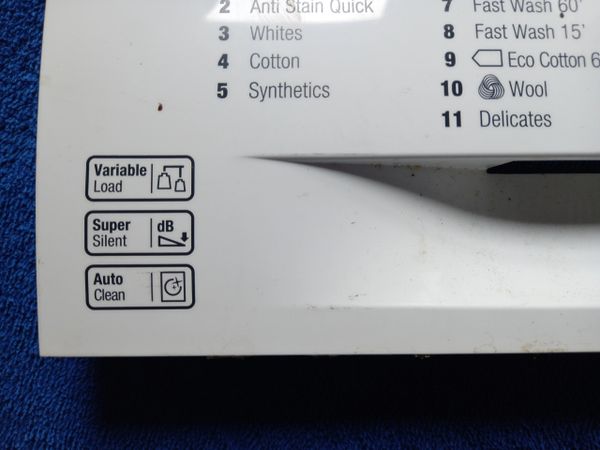 2 Anti Stain Quick
3 Whites
4 Cotton
5 Synthetics
7 Fast Wash 60'
8 Fast Wash 15'
9 Eco Cotton 6
10 Wool
11 Delicates
Variable
Load
Super
Silent
dB
Auto
Clean